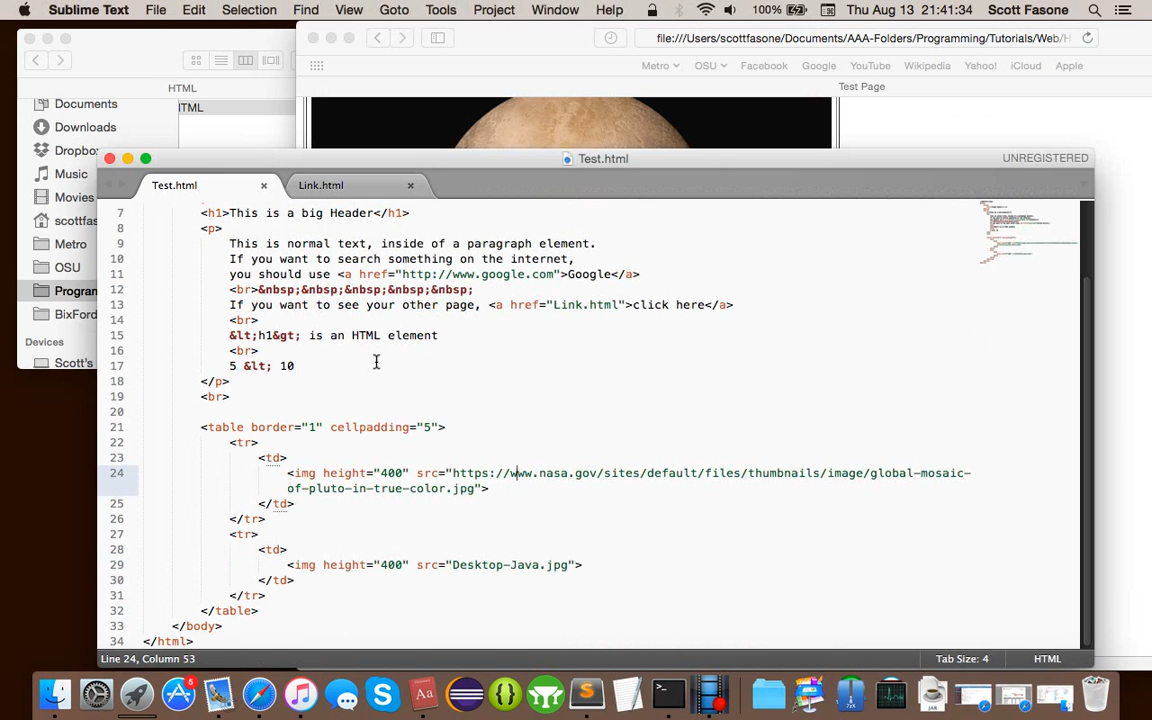 Sublime Text File Edit Selection Find View Goto Tools Project Window Help 100% Thu Aug 13 21:41:34 Scott Fasone
file:///Users/scottfasone/Documents/AAA-Folders/Programming/Tutorials/Web/H
Metro OSU Facebook Google YouTube Wikipedia Yahoo! iCloud Apple
HTML
Test Page
Documents
HTML
Downloads
Dropbo
Music
Movies
scottfas
Metro
OSU
Program
BixFord
Devices
Scott's
Test.html UNREGISTERED
Test.html × Link.html ×
7 <h1>This is a big Header</h1>
8 <p>
9 This is normal text, inside of a paragraph element.
10 If you want to search something on the internet,
11 you should use <a href="http://www.google.com">Google</a>
12 <br>&nbsp;&nbsp;&nbsp;&nbsp;&nbsp;
13 If you want to see your other page, <a href="Link.html">click here</a>
14 <br>
15 &lt;h1&gt; is an HTML element
16 <br>
17 5 &lt; 10
18 </p>
19 <br>
20
21 <table border="1" cellpadding="5">
22 <tr>
23 <td>
24 <img height="400" src="https://www.nasa.gov/sites/default/files/thumbnails/image/global-mosaic-
of-pluto-in-true-color.jpg">
25 </td>
26 </tr>
27 <tr>
28 <td>
29 <img height="400" src="Desktop-Java.jpg">
30 </td>
31 </tr>
32 </table>
33 </body>
34 </html>
Line 24, Column 53 Tab Size: 4 HTML
5
Aa
JAR